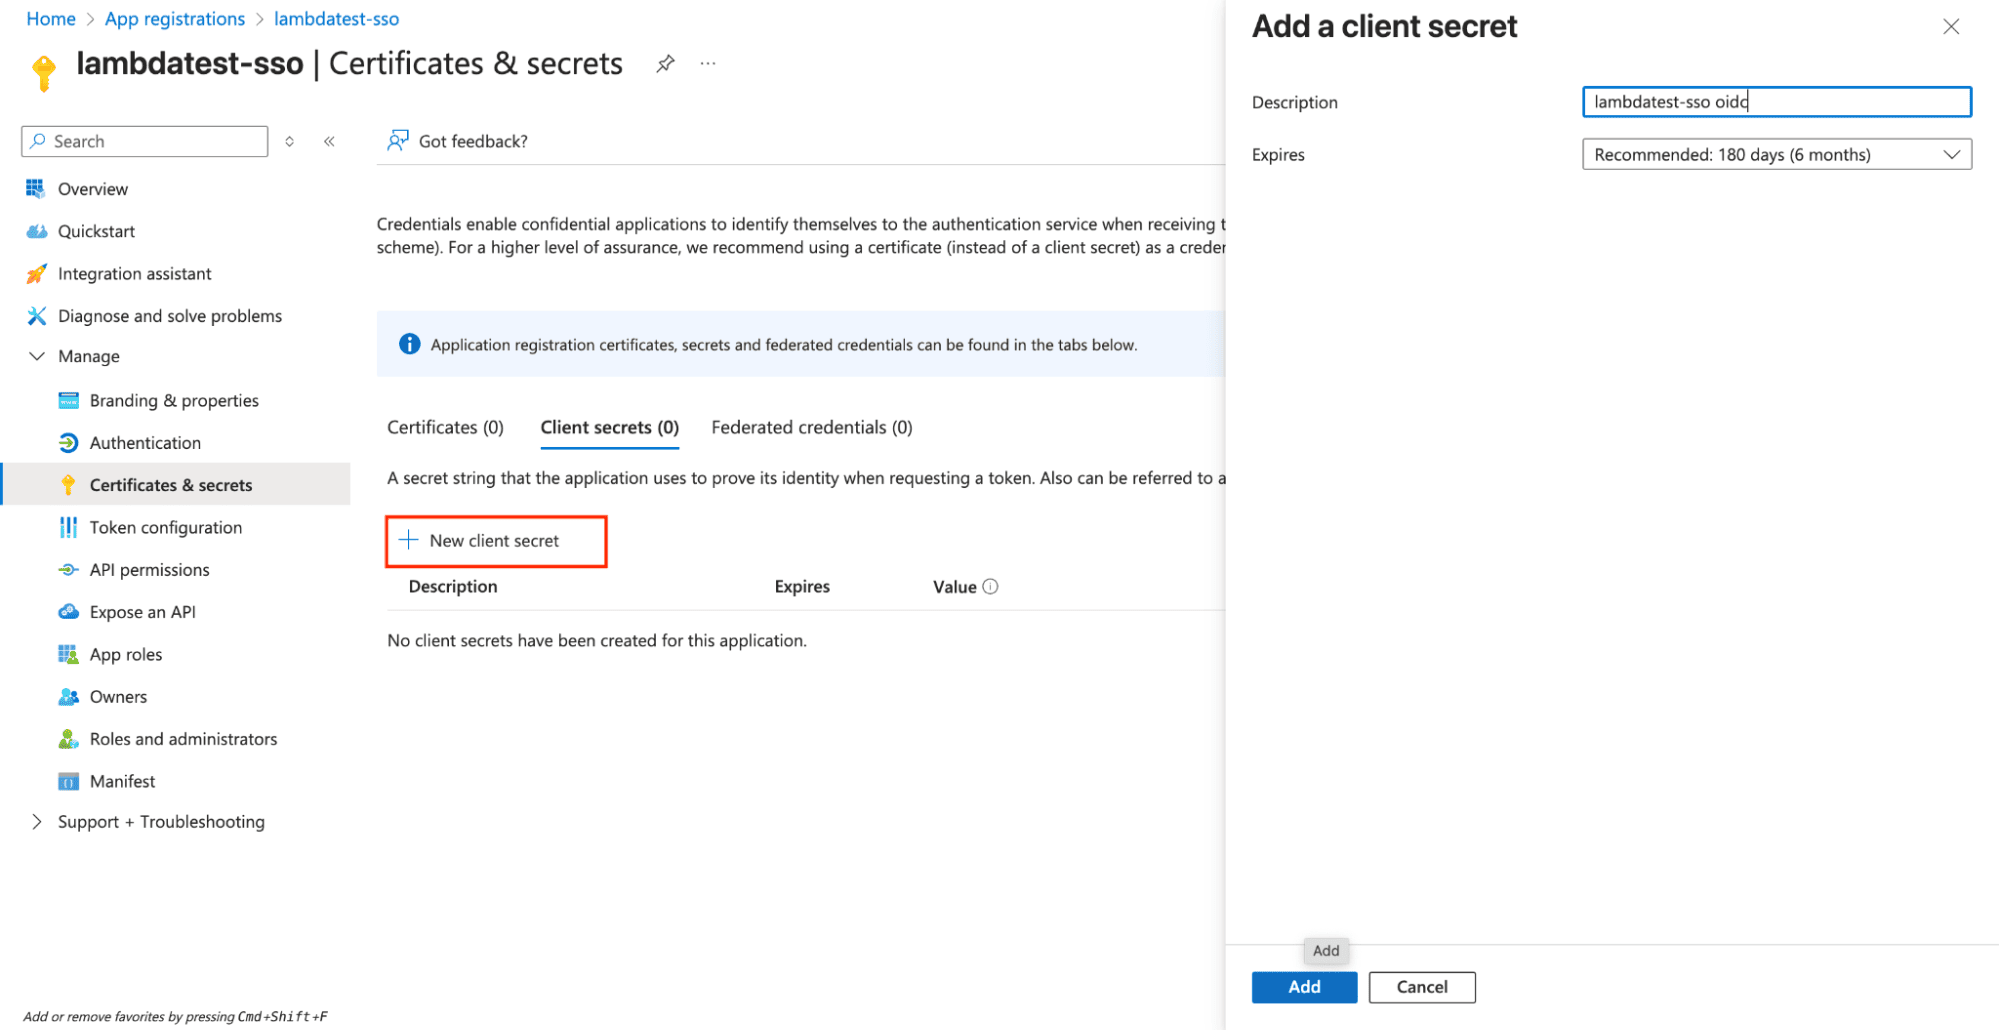 Home > App registrations > lambdatest-sso
lambdatest-sso | Certificates & secrets
Search
Got feedback?
Overview
Quickstart
Integration assistant
Diagnose and solve problems
Manage
Branding & properties
Authentication
Certificates & secrets
Token configuration
API permissions
Expose an API
App roles
Owners
Roles and administrators
Manifest
Support + Troubleshooting
Add or remove favorites by pressing Cmd+Shift+F
Credentials enable confidential applications to identify themselves to the authentication service when receiving t
scheme). For a higher level of assurance, we recommend using a certificate (instead of a client secret) as a creder
Application registration certificates, secrets and federated credentials can be found in the tabs below.
Certificates (0) Client secrets (0) Federated credentials (0)
A secret string that the application uses to prove its identity when requesting a token. Also can be referred to a
New client secret
Description Expires Value
No client secrets have been created for this application.
Add a client secret
Description lambdatest-sso oidc
Expires Recommended: 180 days (6 months)
Add
Add Cancel